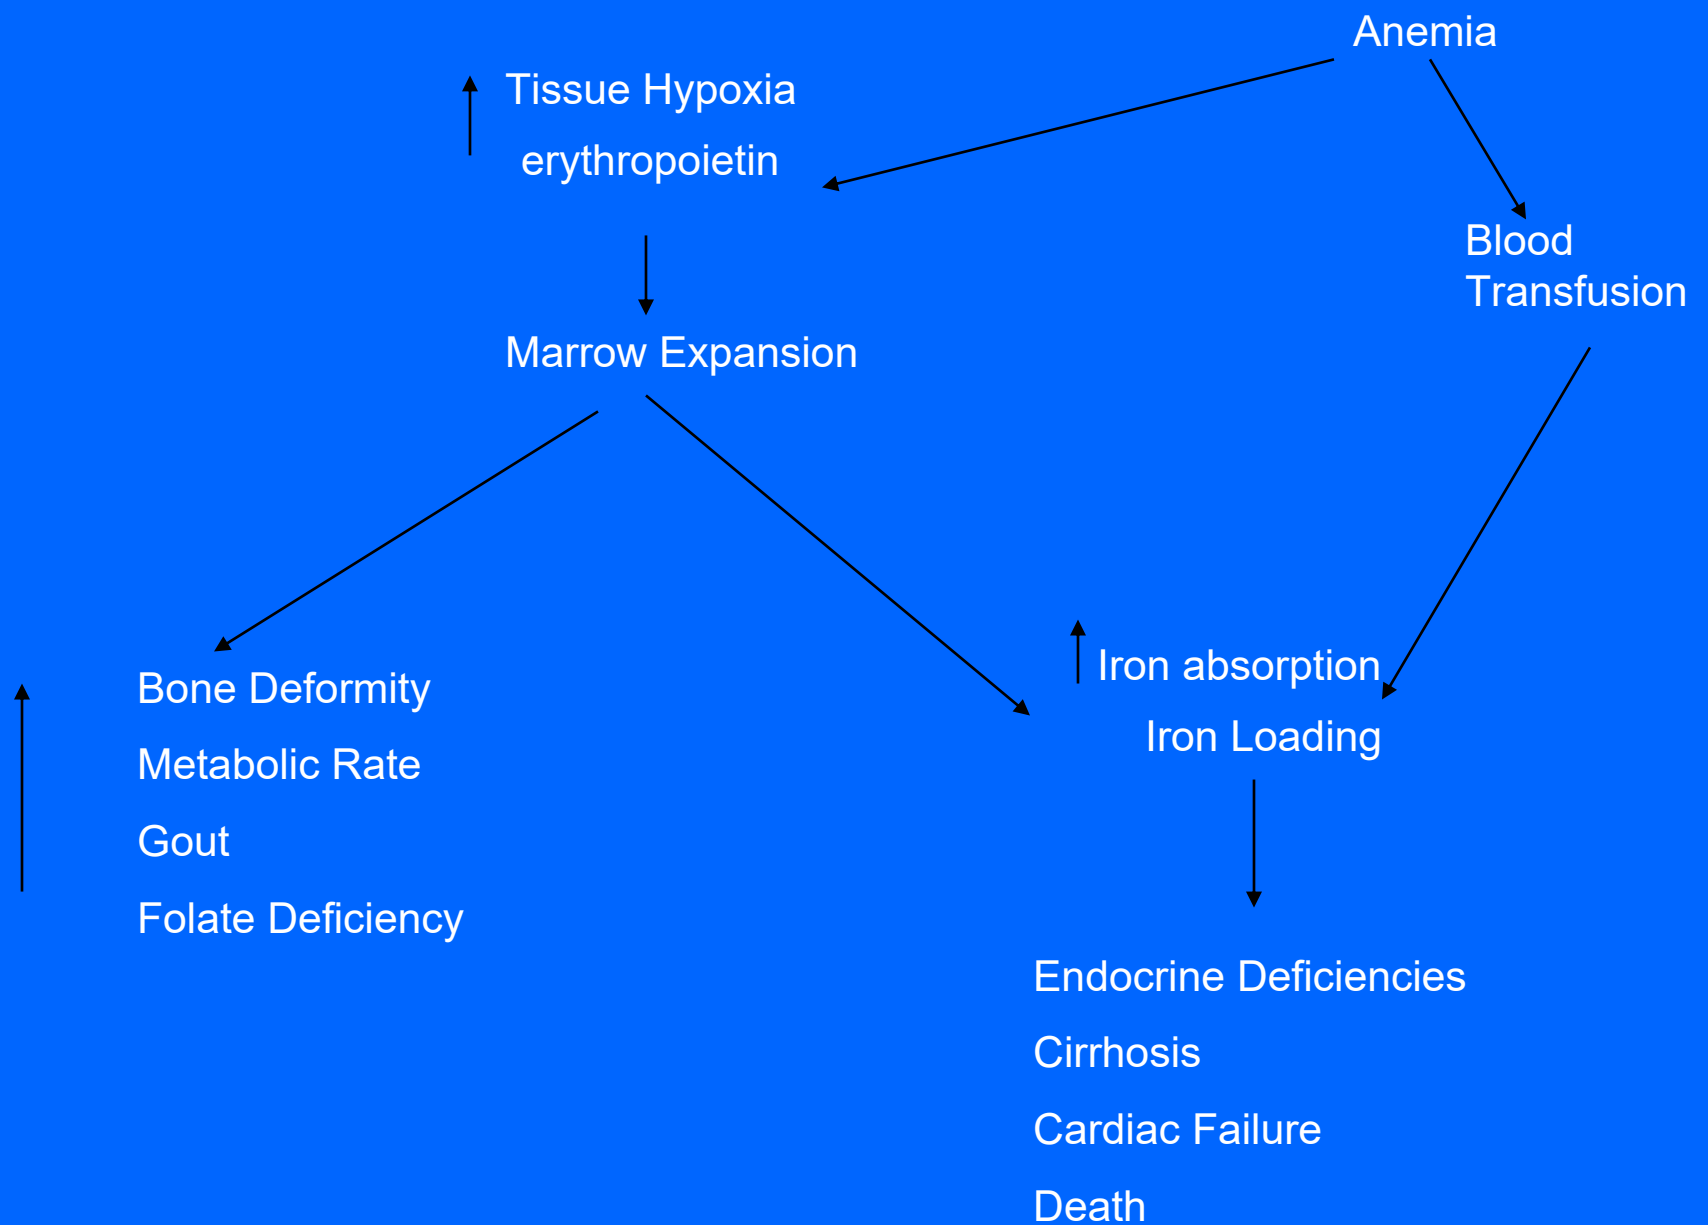 Anemia
Tissue Hypoxia
erythropoietin
Blood
Transfusion
Marrow Expansion
Iron absorption
Iron Loading
Bone Deformity
Metabolic Rate
Gout
Folate Deficiency
Endocrine Deficiencies
Cirrhosis
Cardiac Failure
Death